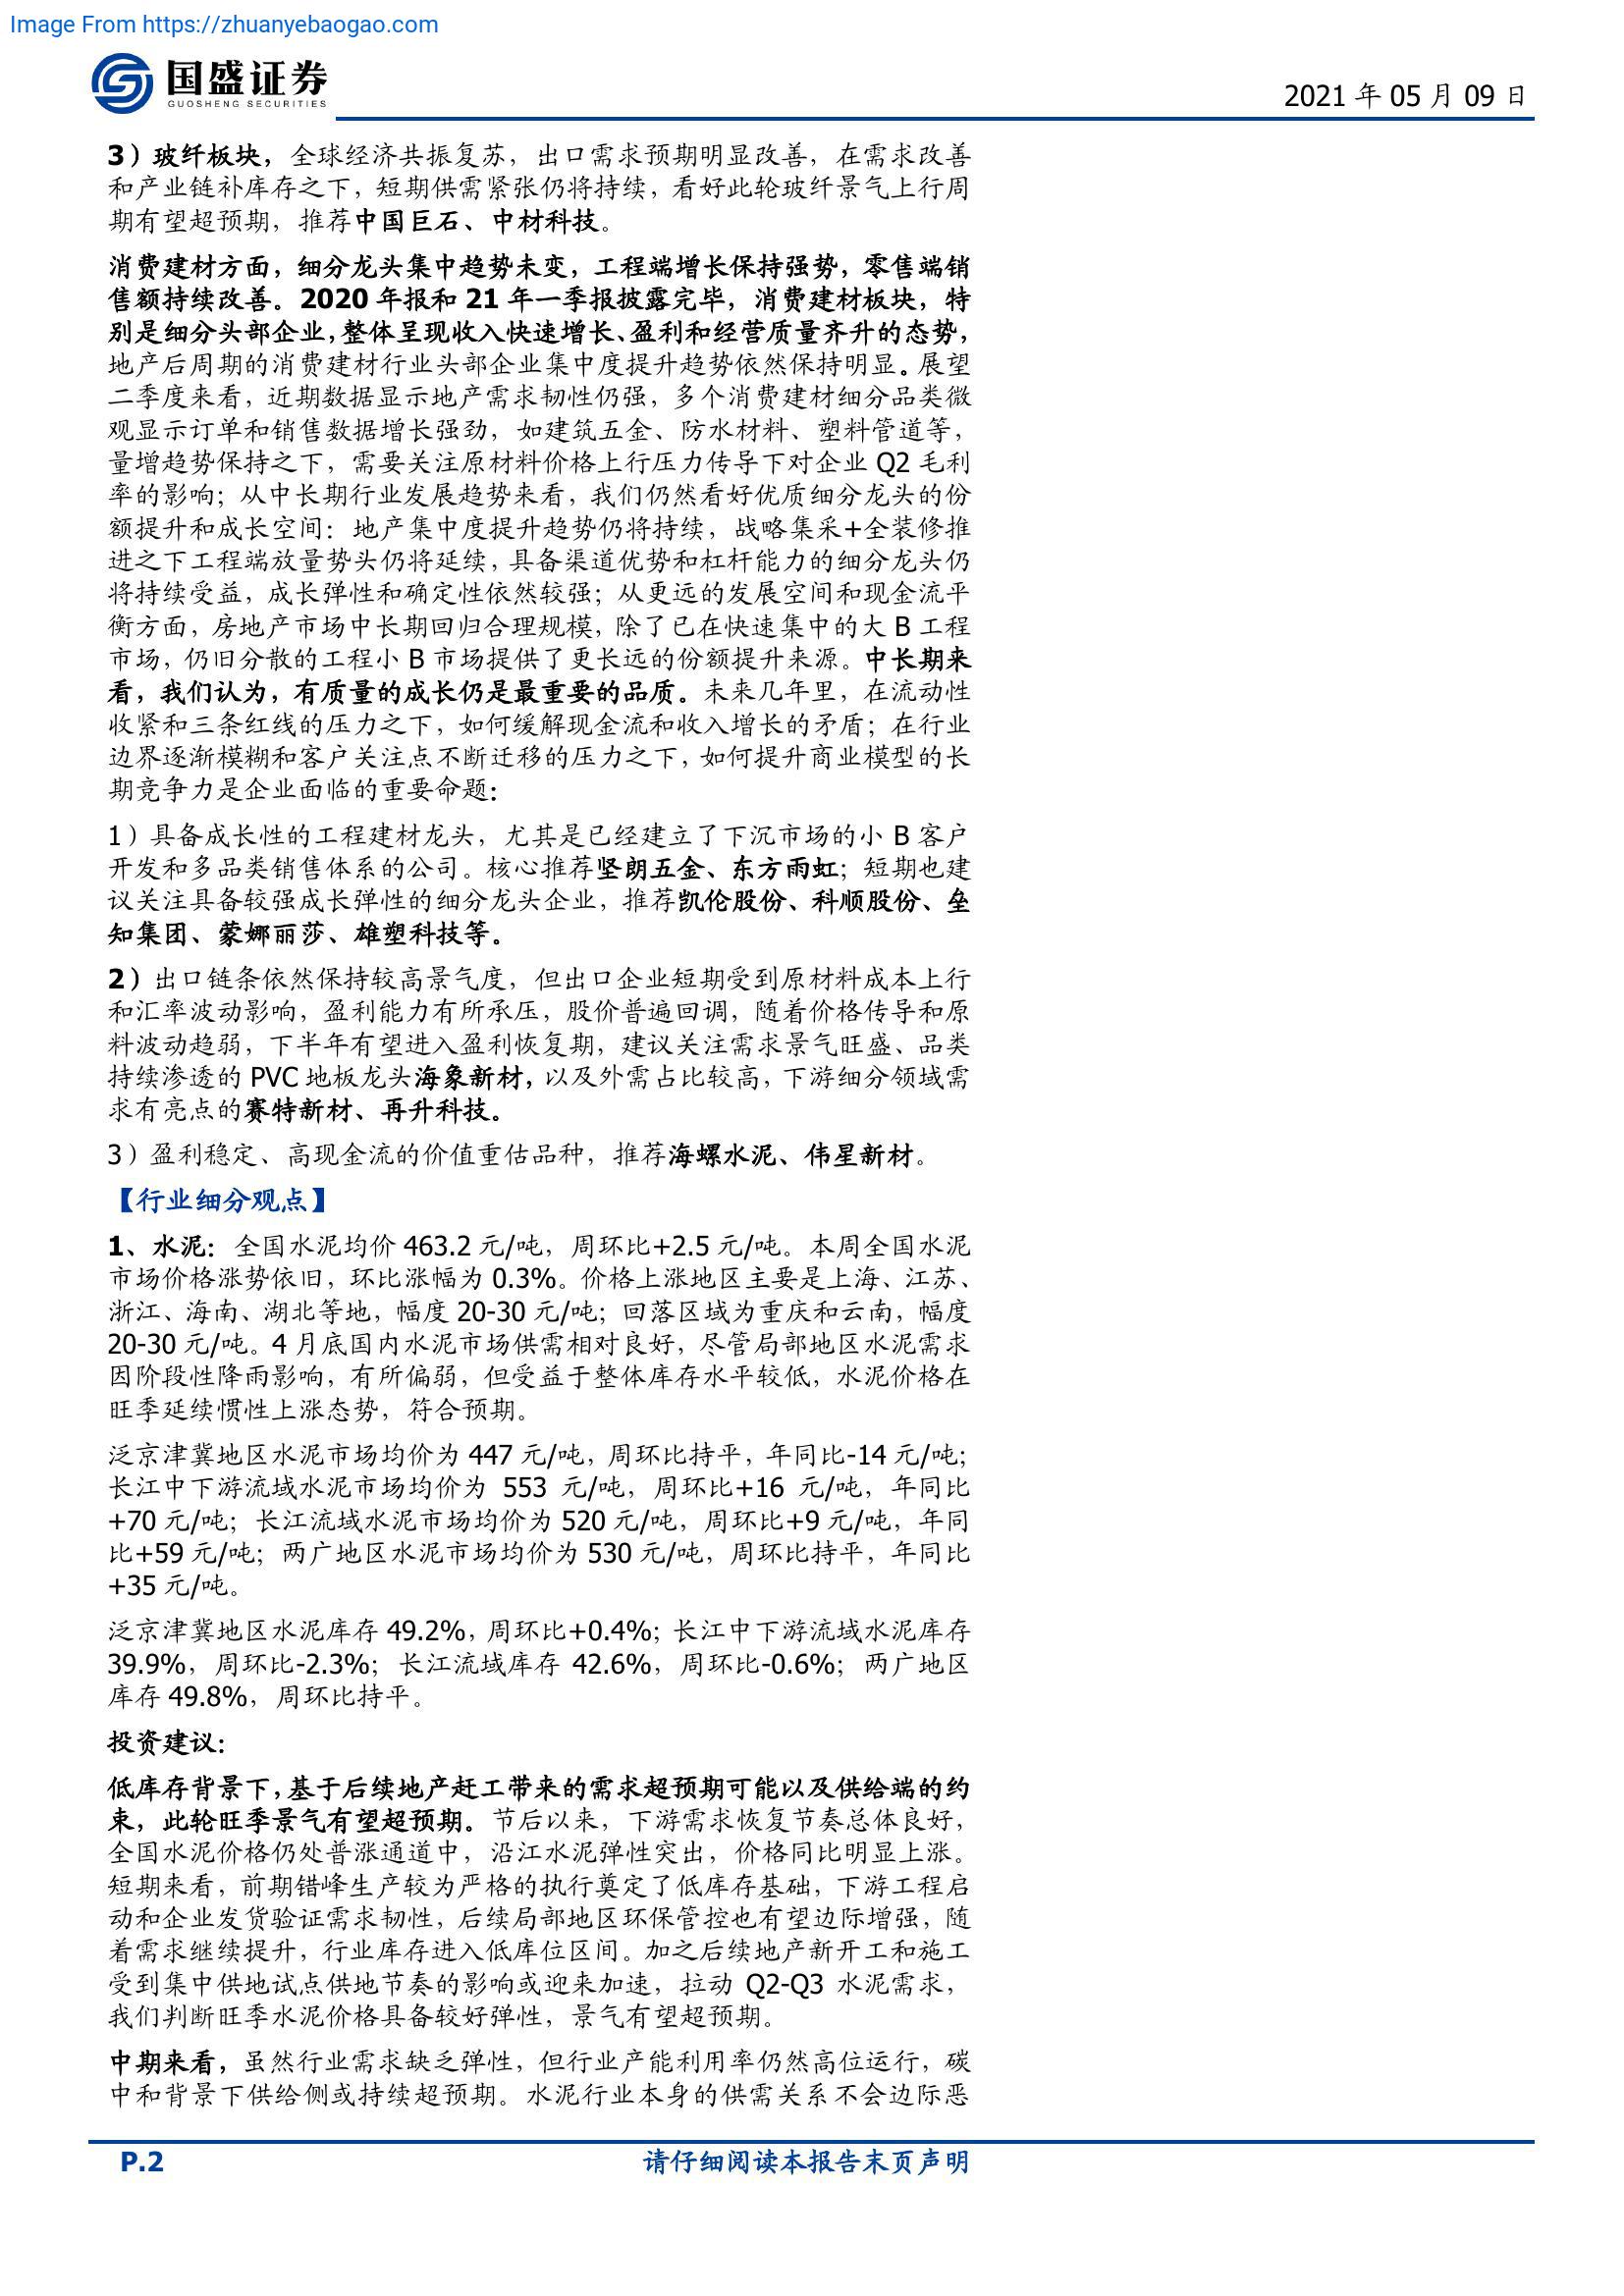 Image From https://zhuanyebaogao.com
国盛证券
GUOSHENG SECURITIES
2021 年 05 月 09 日
3）玻纤板块，全球经济共振复苏，出口需求预期明显改善，在需求改善
和产业链补库存之下，短期供需紧张仍将持续，看好此轮玻纤景气上行周
期有望超预期，推荐中国巨石、中材科技。
消费建材方面，细分龙头集中趋势未变，工程端增长保持强势，零售端销
售额持续改善。2020 年报和 21 年一季报披露完毕，消费建材板块，特
别是细分头部企业，整体呈现收入快速增长、盈利和经营质量齐升的态势，
地产后周期的消费建材行业头部企业集中度提升趋势依然保持明显。展望
二季度来看，近期数据显示地产需求韧性仍强，多个消费建材细分品类微
观显示订单和销售数据增长强劲，如建筑五金、防水材料、塑料管道等，
量增趋势保持之下，需要关注原材料价格上行压力传导下对企业 Q2 毛利
率的影响；从中长期行业发展趋势来看，我们仍然看好优质细分龙头的份
额提升和成长空间：地产集中度提升趋势仍将持续，战略集采+全装修推
进之下工程端放量势头仍将延续，具备渠道优势和杠杆能力的细分龙头仍
将持续受益，成长弹性和确定性依然较强；从更远的发展空间和现金流平
衡方面，房地产市场中长期回归合理规模，除了已在快速集中的大 B 工程
市场，仍旧分散的工程小 B 市场提供了更长远的份额提升来源。中长期来
看，我们认为，有质量的成长仍是最重要的品质。未来几年里，在流动性
收紧和三条红线的压力之下，如何缓解现金流和收入增长的矛盾；在行业
边界逐渐模糊和客户关注点不断迁移的压力之下，如何提升商业模型的长
期竞争力是企业面临的重要命题：
1）具备成长性的工程建材龙头，尤其是已经建立了下沉市场的小 B 客户
开发和多品类销售体系的公司。核心推荐坚朗五金、东方雨虹；短期也建
议关注具备较强成长弹性的细分龙头企业，推荐凯伦股份、科顺股份、垒
知集团、蒙娜丽莎、雄塑科技等。
2）出口链条依然保持较高景气度，但出口企业短期受到原材料成本上行
和汇率波动影响，盈利能力有所承压，股价普遍回调，随着价格传导和原
料波动趋弱，下半年有望进入盈利恢复期，建议关注需求景气旺盛、品类
持续渗透的 PVC 地板龙头海象新材，以及外需占比较高，下游细分领域需
求有亮点的赛特新材、再升科技。
3）盈利稳定、高现金流的价值重估品种，推荐海螺水泥、伟星新材。
【行业细分观点】
1、水泥：全国水泥均价 463.2 元/吨，周环比+2.5 元/吨。本周全国水泥
市场价格涨势依旧，环比涨幅为 0.3%。价格上涨地区主要是上海、江苏、
浙江、海南、湖北等地，幅度 20-30 元/吨；回落区域为重庆和云南，幅度
20-30 元/吨。4 月底国内水泥市场供需相对良好，尽管局部地区水泥需求
因阶段性降雨影响，有所偏弱，但受益于整体库存水平较低，水泥价格在
旺季延续惯性上涨态势，符合预期。
泛京津冀地区水泥市场均价为 447 元/吨，周环比持平，年同比-14 元/吨；
长江中下游流域水泥市场均价为 553 元/吨，周环比+16 元/吨，年同比
+70 元/吨；长江流域水泥市场均价为 520 元/吨，周环比+9 元/吨，年同
比+59 元/吨；两广地区水泥市场均价为 530 元/吨，周环比持平，年同比
+35 元/吨。
泛京津冀地区水泥库存 49.2%，周环比+0.4%；长江中下游流域水泥库存
39.9%，周环比-2.3%；长江流域库存 42.6%，周环比-0.6%；两广地区
库存 49.8%，周环比持平。
投资建议：
低库存背景下，基于后续地产赶工带来的需求超预期可能以及供给端的约
束，此轮旺季景气有望超预期。节后以来，下游需求恢复节奏总体良好，
全国水泥价格仍处普涨通道中，沿江水泥弹性突出，价格同比明显上涨。
短期来看，前期错峰生产较为严格的执行奠定了低库存基础，下游工程启
动和企业发货验证需求韧性，后续局部地区环保管控也有望边际增强，随
着需求继续提升，行业库存进入低库位区间。加之后续地产新开工和施工
受到集中供地试点供地节奏的影响或迎来加速，拉动 Q2-Q3 水泥需求，
我们判断旺季水泥价格具备较好弹性，景气有望超预期。
中期来看，虽然行业需求缺乏弹性，但行业产能利用率仍然高位运行，碳
中和背景下供给侧或持续超预期。水泥行业本身的供需关系不会边际恶
P.2
请仔细阅读本报告末页声明